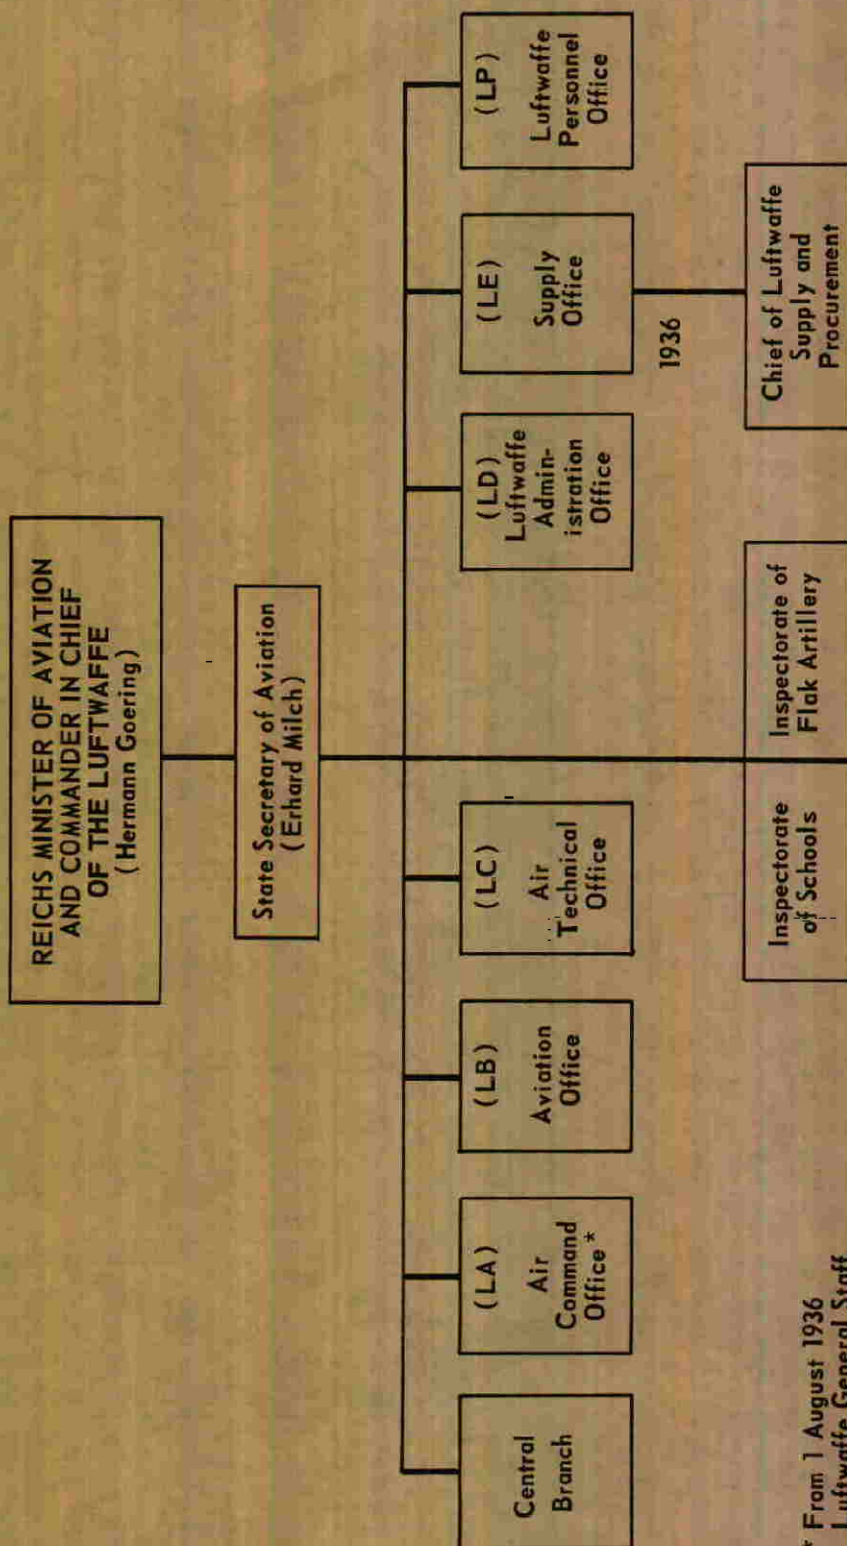 REICHS MINISTER OF AVIATION
AND COMMANDER IN CHIEF
OF THE LUFTWAFFE
(Hermann Goering)
State Secretary of Aviation
(Erhard Milch)
Central
Branch
(LA)
Air
Command
Office*
(LB)
Aviation
Office
(LC)
Air
Technical
Office
(LD)
Luftwaffe
Admin-
istration
Office
(LE)
Supply
Office
(LP)
Luftwaffe
Personnel
Office
1936
Inspectorate
of Schools
Inspectorate of
Flak Artillery
Chief of Luftwaffe
Supply and
Procurement
* From 1 August 1936
Luftwaffe General Staff